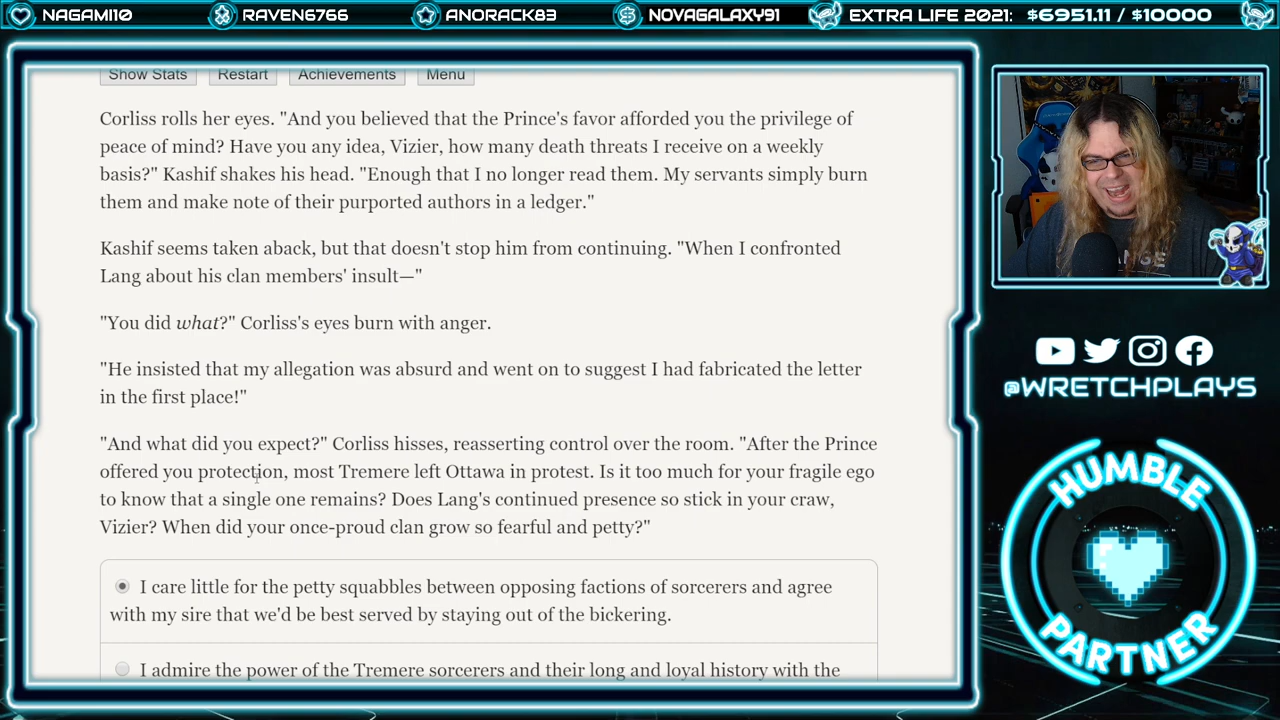 NAGAMI10 RAVEN6766 ANORACK83 NOVAGALAXY91 EXTRA LIFE 2021: $6951.11 / $10000
Show Stats Restart Achievements Menu
Corliss rolls her eyes. "And you believed that the Prince's favor afforded you the privilege of
peace of mind? Have you any idea, Vizier, how many death threats I receive on a weekly
basis?" Kashif shakes his head. "Enough that I no longer read them. My servants simply burn
them and make note of their purported authors in a ledger."
Kashif seems taken aback, but that doesn't stop him from continuing. "When I confronted
Lang about his clan members' insult—"
"You did what?" Corliss's eyes burn with anger.
"He insisted that my allegation was absurd and went on to suggest I had fabricated the letter
in the first place!"
"And what did you expect?" Corliss hisses, reasserting control over the room. "After the Prince
offered you protection, most Tremere left Ottawa in protest. Is it too much for your fragile ego
to know that a single one remains? Does Lang's continued presence so stick in your craw,
Vizier? When did your once-proud clan grow so fearful and petty?"
I care little for the petty squabbles between opposing factions of sorcerers and agree
with my sire that we'd be best served by staying out of the bickering.
I admire the power of the Tremere sorcerers and their long and loyal history with the
@WRETCHPLAYS
HUMBLE
PARTNER